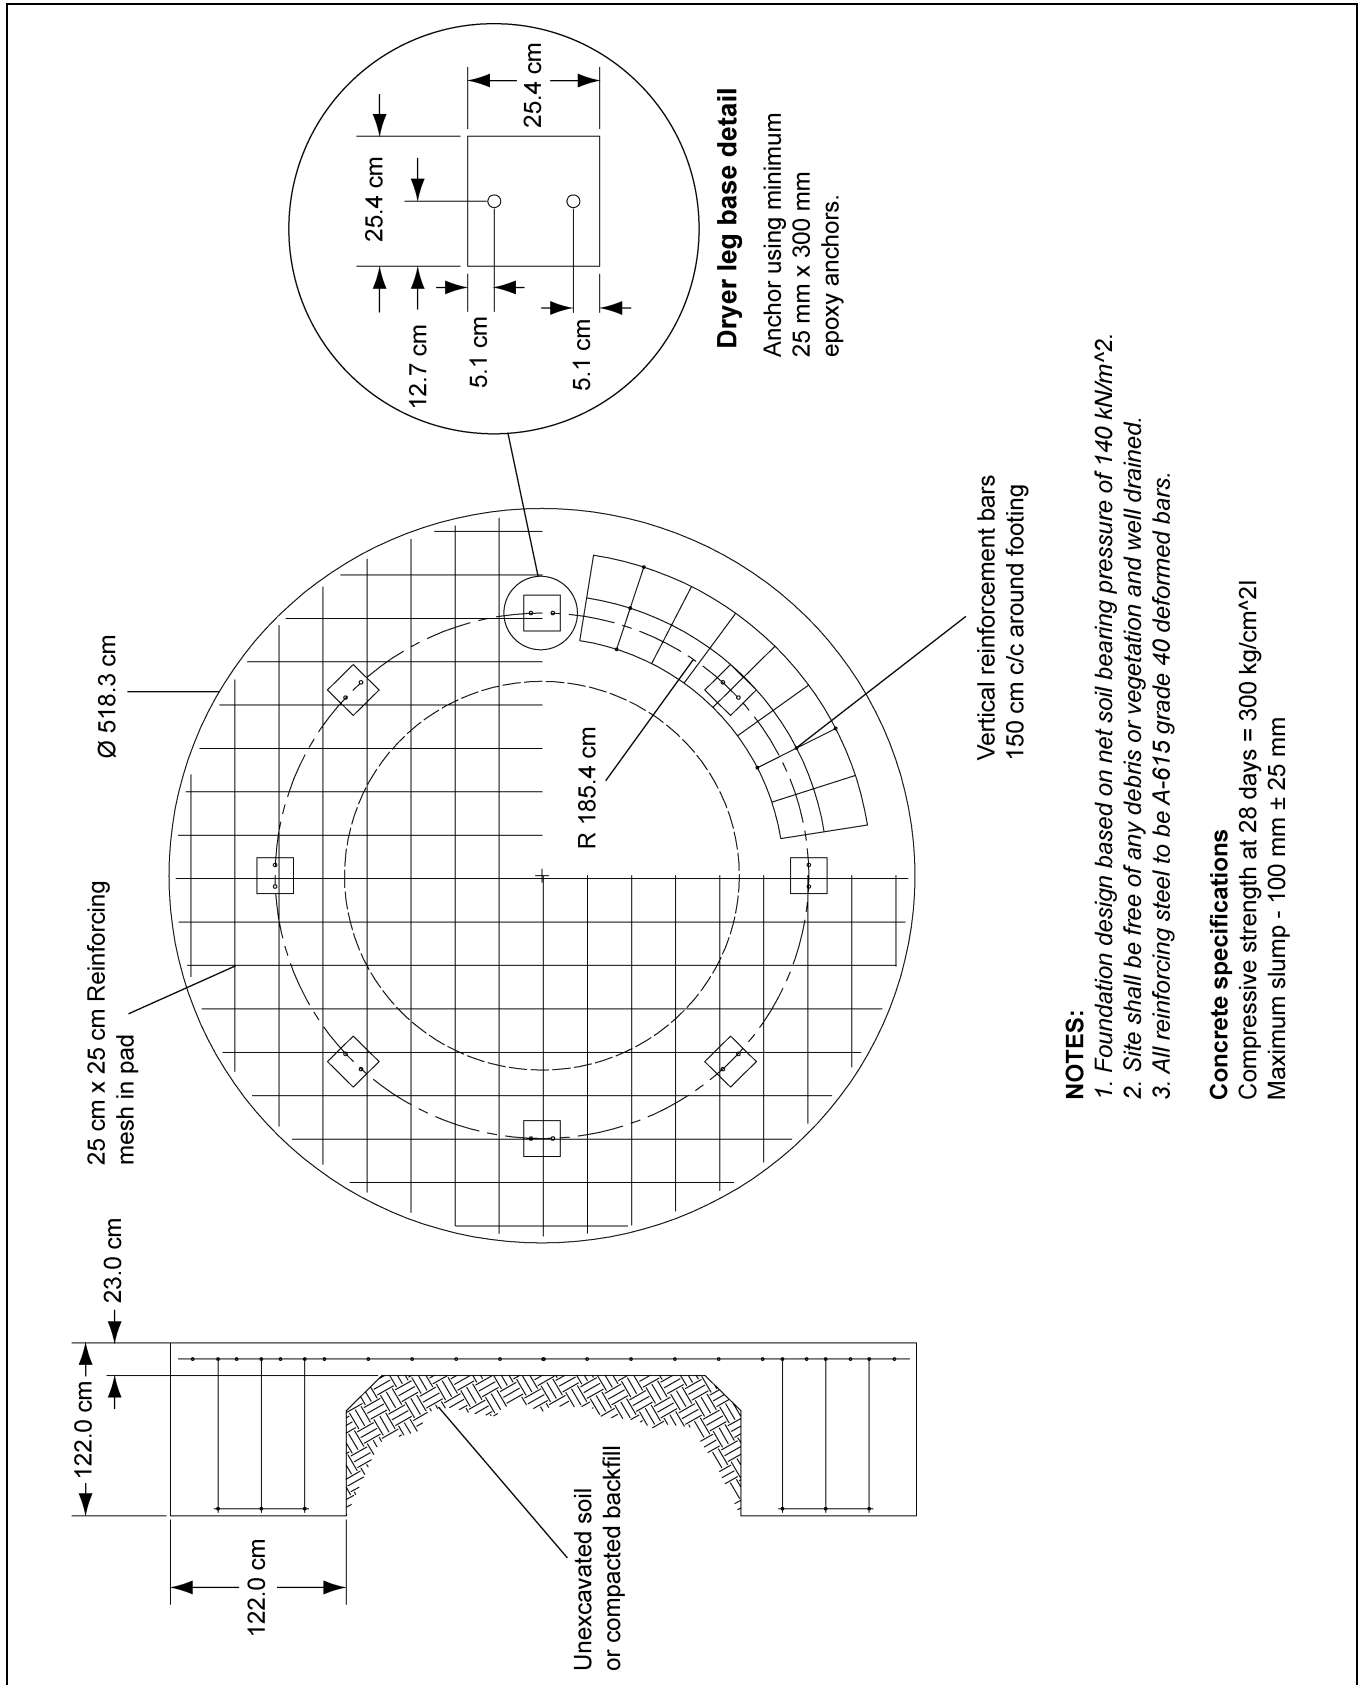 122.0 cm
122.0 cm
23.0 cm
Unexcavated soil
or compacted backfill
25 cm x 25 cm Reinforcing
mesh in pad
Ø 518.3 cm
R 185.4 cm
Vertical reinforcement bars
150 cm c/c around footing
25.4 cm
25.4 cm
12.7 cm
5.1 cm
5.1 cm
Dryer leg base detail
Anchor using minimum
25 mm x 300 mm
epoxy anchors.
NOTES:
1. Foundation design based on net soil bearing pressure of 140 kN/m^2.
2. Site shall be free of any debris or vegetation and well drained.
3. All reinforcing steel to be A-615 grade 40 deformed bars.
Concrete specifications
Compressive strength at 28 days = 300 kg/cm^2l
Maximum slump - 100 mm ± 25 mm